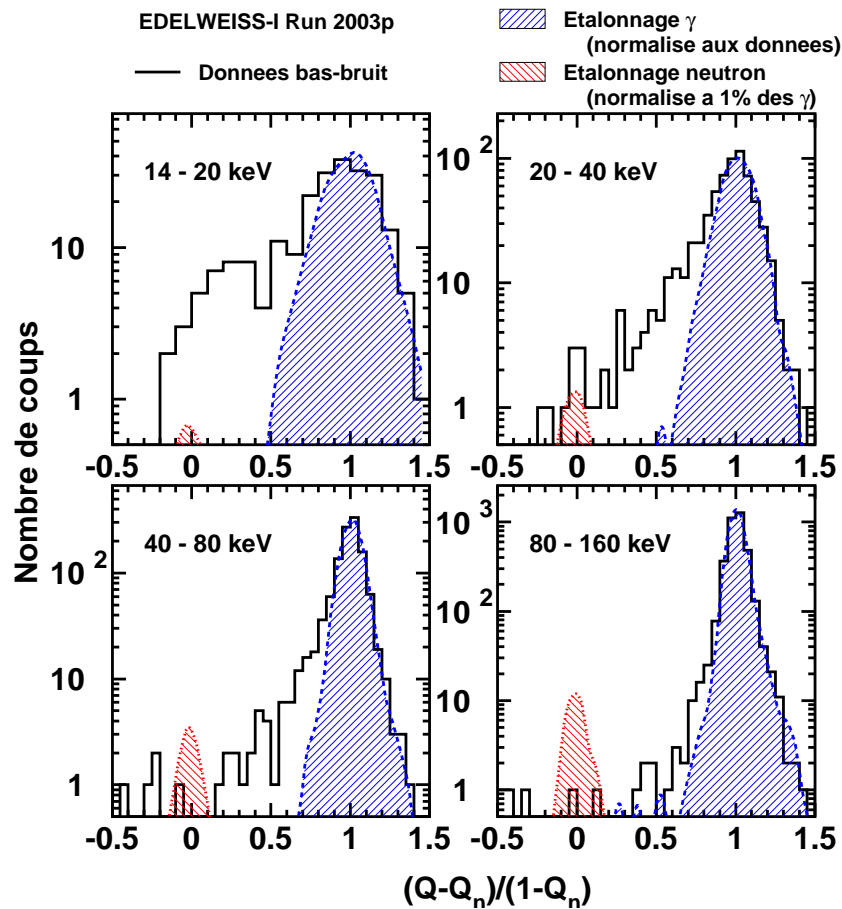 EDELWEISS-I Run 2003p
Donnees bas-bruit
Etalonnage γ
(normalise aux donnees)
Etalonnage neutron
(normalise a 1% des γ)
Nombre de coups
14 - 20 keV
10
1
-0.5 0 0.5 1 1.5
20 - 40 keV
10 2
10
1
-0.5 0 0.5 1 1.5
40 - 80 keV
10 2
10
1
-0.5 0 0.5 1 1.5
80 - 160 keV
10 3
10 2
10
1
-0.5 0 0.5 1 1.5
(Q-Qn)/(1-Qn)